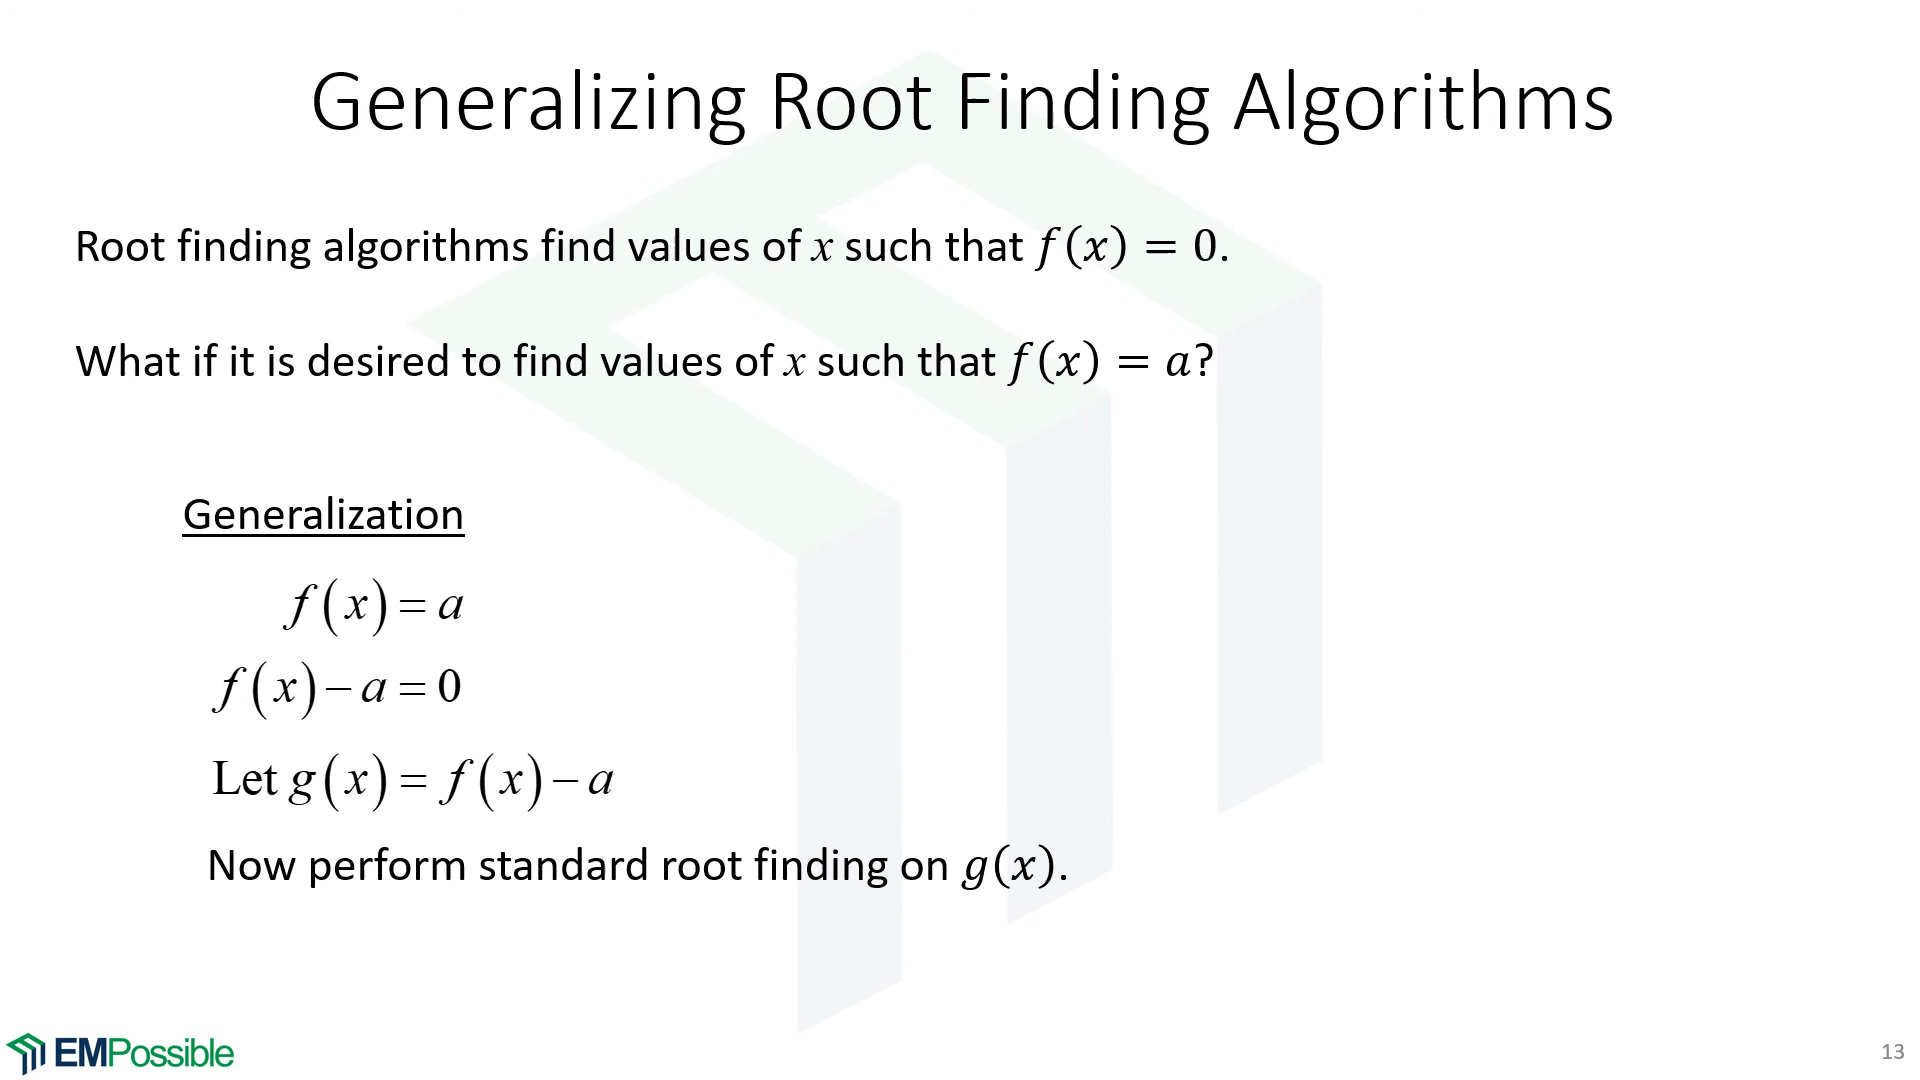 Generalizing Root Finding Algorithms
Root finding algorithms find values of x such that f(x) = 0.
What if it is desired to find values of x such that f(x) = a?
Generalization
f(x) = a
f(x) − a = 0
Let g(x) = f(x) − a
Now perform standard root finding on g(x).
EMPossible
13